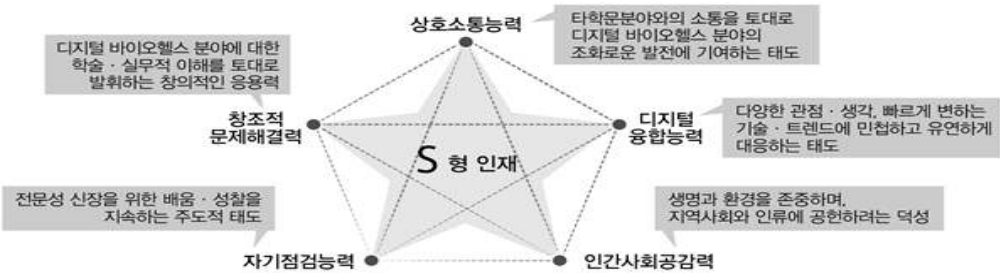 상호소통능력
타학문분야와의 소통을 토대로
디지털 바이오헬스 분야의
조화로운 발전에 기여하는 태도
디지털 바이오헬스 분야에 대한
학술 · 실무적 이해를 토대로
발휘하는 창의적인 응용력
창조적
문제해결력
디지털
융합능력
다양한 관점 · 생각, 빠르게 변하는
기술 · 트렌드에 민첩하고 유연하게
대응하는 태도
S 형 인재
전문성 신장을 위한 배움 · 성찰을
지속하는 주도적 태도
자기점검능력
생명과 환경을 존중하며,
지역사회와 인류에 공헌하려는 덕성
인간사회공감력